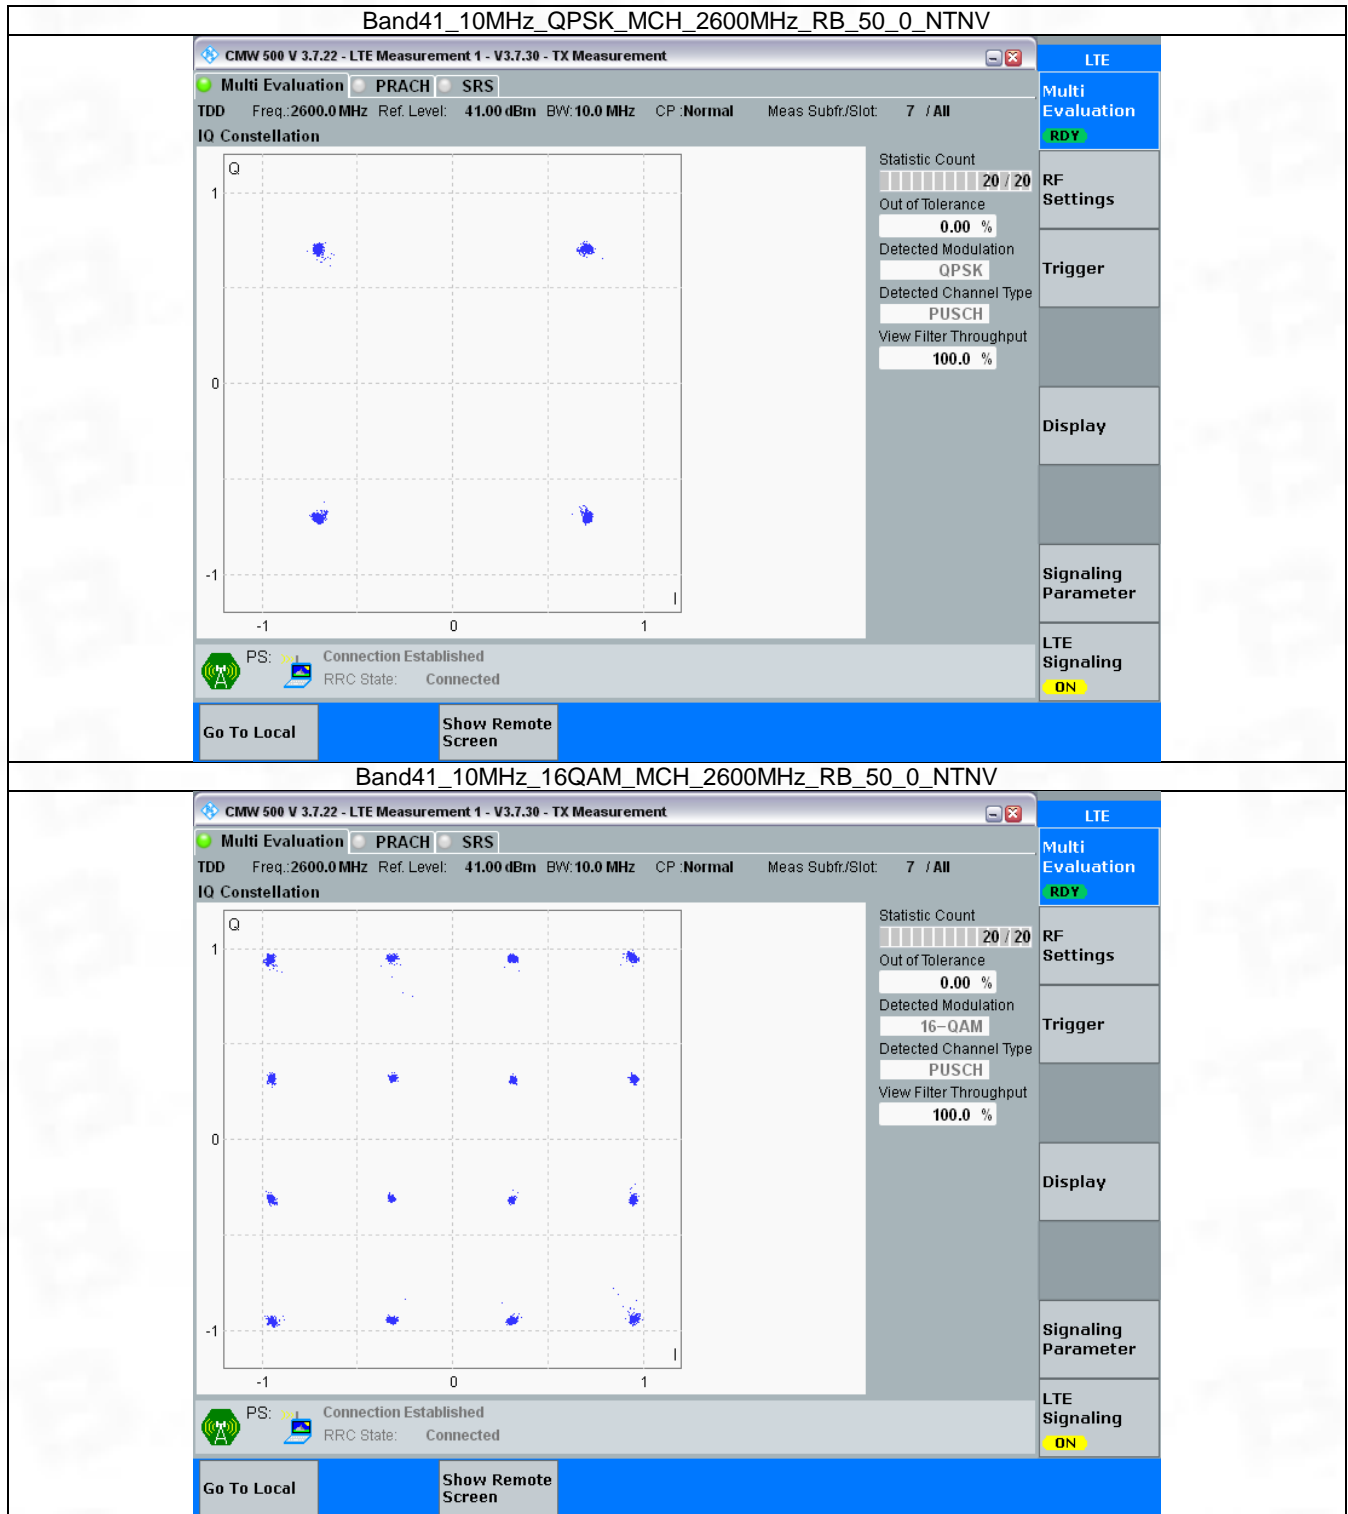 Band41_10MHz_QPSK_MCH_2600MHz_RB_50_0_NTNV
CMW 500 V 3.7.22 - LTE Measurement 1 - V3.7.30 - TX Measurement
LTE
Multi Evaluation PRACH SRS
Multi
Evaluation
RDY
TDD Freg.:2600.0 MHz Ref. Level: 41.00 dBm BW:10.0 MHz CP :Normal Meas Subfr./Slot: 7 / All
IQ Constellation
Q
1
0
-1
I
-1 0 1
Statistic Count
20 / 20
Out of Tolerance
0.00 %
Detected Modulation
QPSK
Detected Channel Type
PUSCH
View Filter Throughput
100.0 %
RF
Settings
Trigger
Display
Signaling
Parameter
LTE
Signaling
ON
PS: Connection Established
RRC State: Connected
Go To Local
Show Remote
Screen
Band41_10MHz_16QAM_MCH_2600MHz_RB_50_0_NTNV
CMW 500 V 3.7.22 - LTE Measurement 1 - V3.7.30 - TX Measurement
LTE
Multi Evaluation PRACH SRS
Multi
Evaluation
RDY
TDD Freg.:2600.0 MHz Ref. Level: 41.00 dBm BW:10.0 MHz CP :Normal Meas Subfr./Slot: 7 / All
IQ Constellation
Q
1
0
-1
I
-1 0 1
Statistic Count
20 / 20
Out of Tolerance
0.00 %
Detected Modulation
16-QAM
Detected Channel Type
PUSCH
View Filter Throughput
100.0 %
RF
Settings
Trigger
Display
Signaling
Parameter
LTE
Signaling
ON
PS: Connection Established
RRC State: Connected
Go To Local
Show Remote
Screen